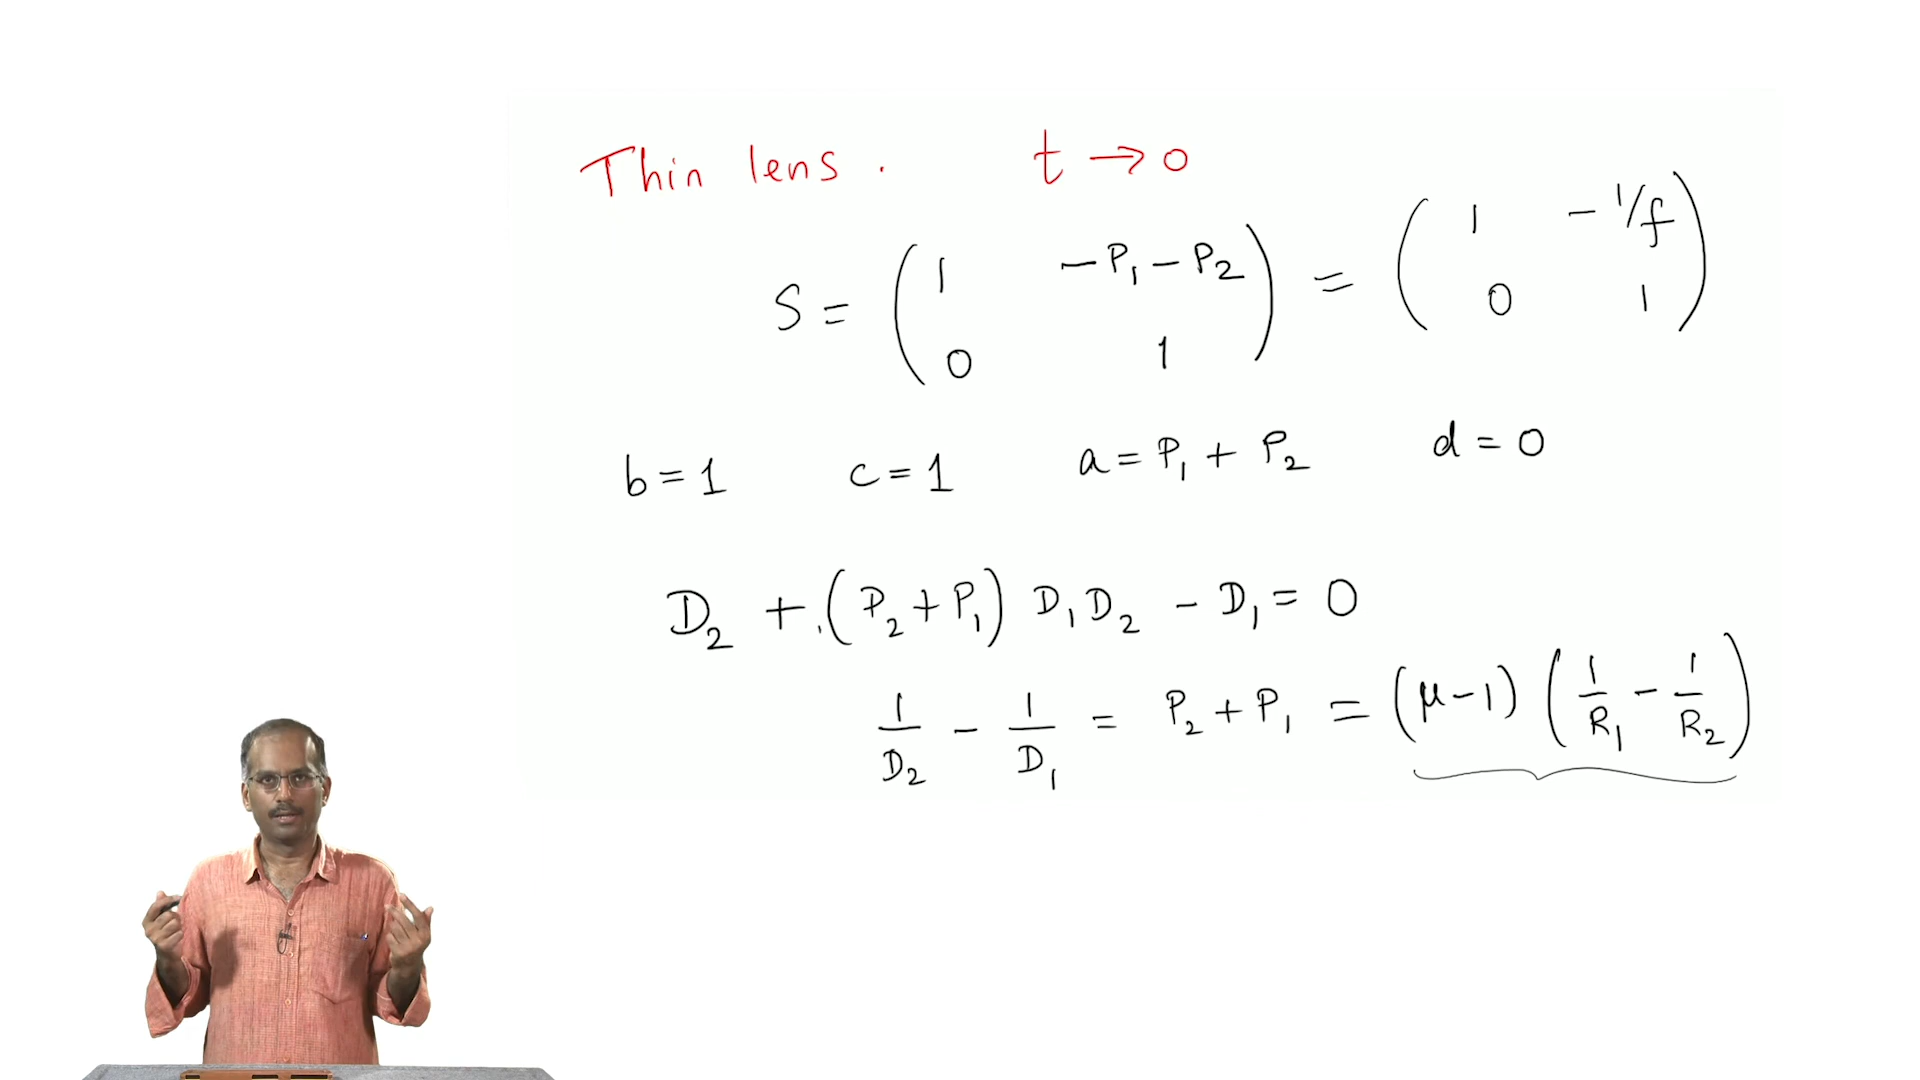 Thin lens. t → 0
S = ( 1 -P₁-P₂ ) = ( 1 -1/f )
( 0 1 ) ( 0 1 )
b = 1 c = 1 a = P₁ + P₂ d = 0
D₂ + (P₂+P₁) D₁D₂ - D₁ = 0
1/D₂ - 1/D₁ = P₂+P₁ = (μ-1) (1/R₁ - 1/R₂)